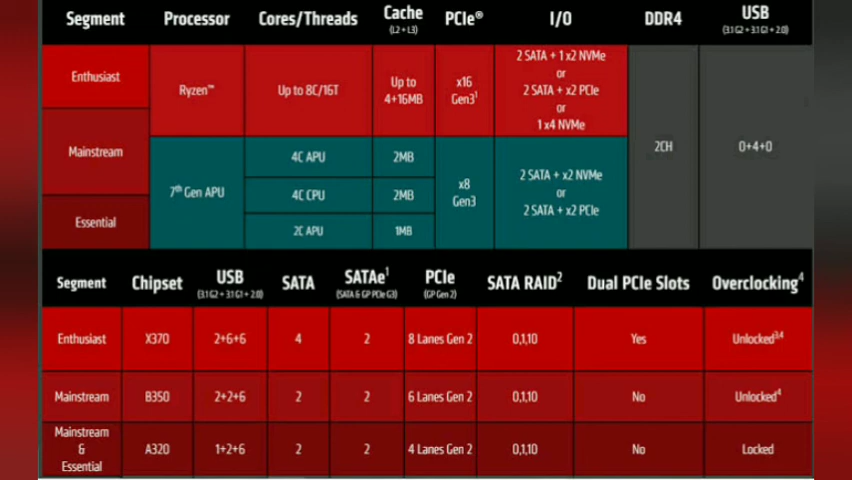 Segment Processor Cores/Threads Cache (L2 + L3) PCIe® I/O DDR4 USB (3.1 G2 + 3.1 G1 + 2.0)
Enthusiast
Mainstream
Essential
Ryzen™ Up to 8C/16T Up to 4+16MB x16 Gen3¹
2 SATA + 1 x2 NVMe
or
2 SATA + x2 PCIe
or
1 x4 NVMe
7th Gen APU
4C APU 2MB
4C CPU 2MB
2C APU 1MB
x8 Gen3
2 SATA + x2 NVMe
or
2 SATA + x2 PCIe
2CH
0+4+0
Segment Chipset USB (3.1 G2 + 3.1 G1 + 2.0) SATA SATAe¹ (SATA & GP PCIe G3) PCIe (GP Gen 2) SATA RAID² Dual PCIe Slots Overclocking⁴
Enthusiast X370 2+6+6 4 2 8 Lanes Gen 2 0,1,10 Yes Unlocked³,⁴
Mainstream B350 2+2+6 2 2 6 Lanes Gen 2 0,1,10 No Unlocked⁴
Mainstream & Essential A320 1+2+6 2 2 4 Lanes Gen 2 0,1,10 No Locked